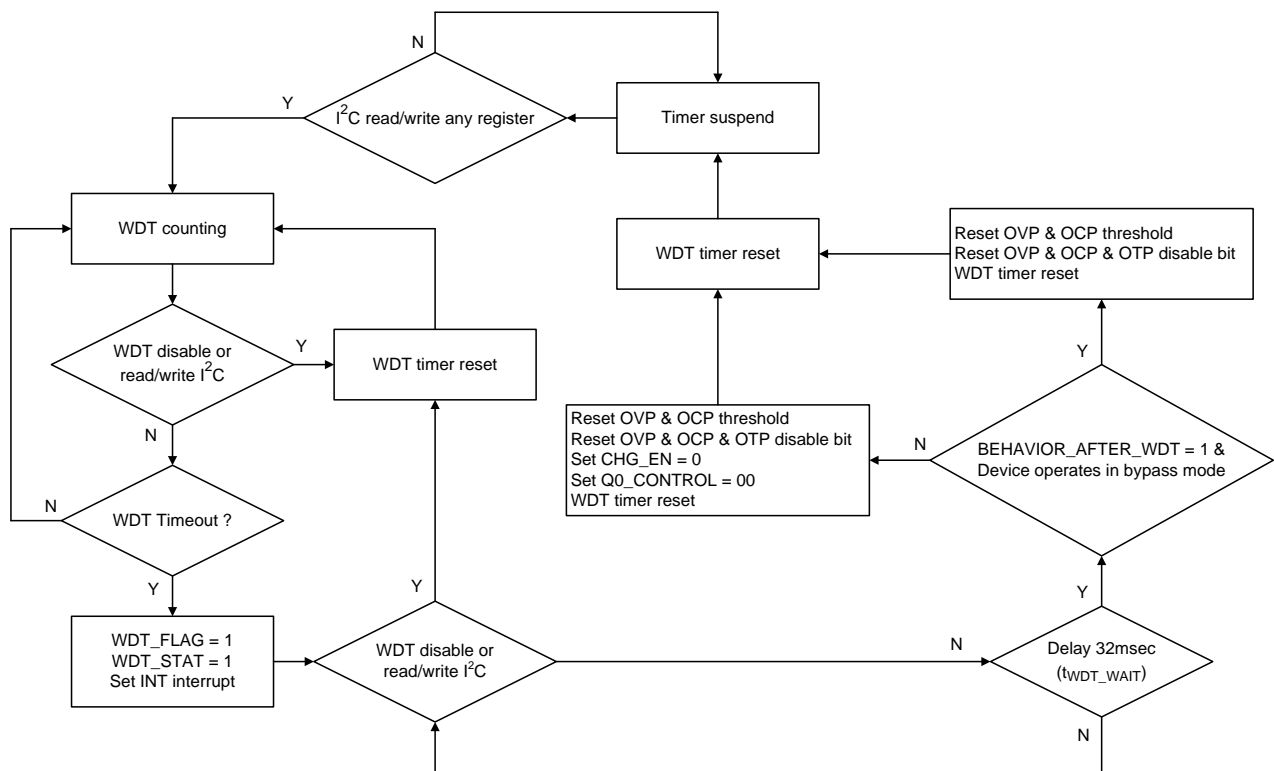 N
Y
I²C read/write any register
Timer suspend
WDT counting
WDT timer reset
Reset OVP & OCP threshold
Reset OVP & OCP & OTP disable bit
WDT timer reset
WDT disable or
read/write I²C
Y
WDT timer reset
Y
N
Reset OVP & OCP threshold
Reset OVP & OCP & OTP disable bit
Set CHG_EN = 0
Set Q0_CONTROL = 00
WDT timer reset
N
BEHAVIOR_AFTER_WDT = 1 &
Device operates in bypass mode
N
WDT Timeout ?
Y
Y
Y
WDT_FLAG = 1
WDT_STAT = 1
Set INT interrupt
WDT disable or
read/write I²C
N
Delay 32msec
(tWDT_WAIT)
N
N